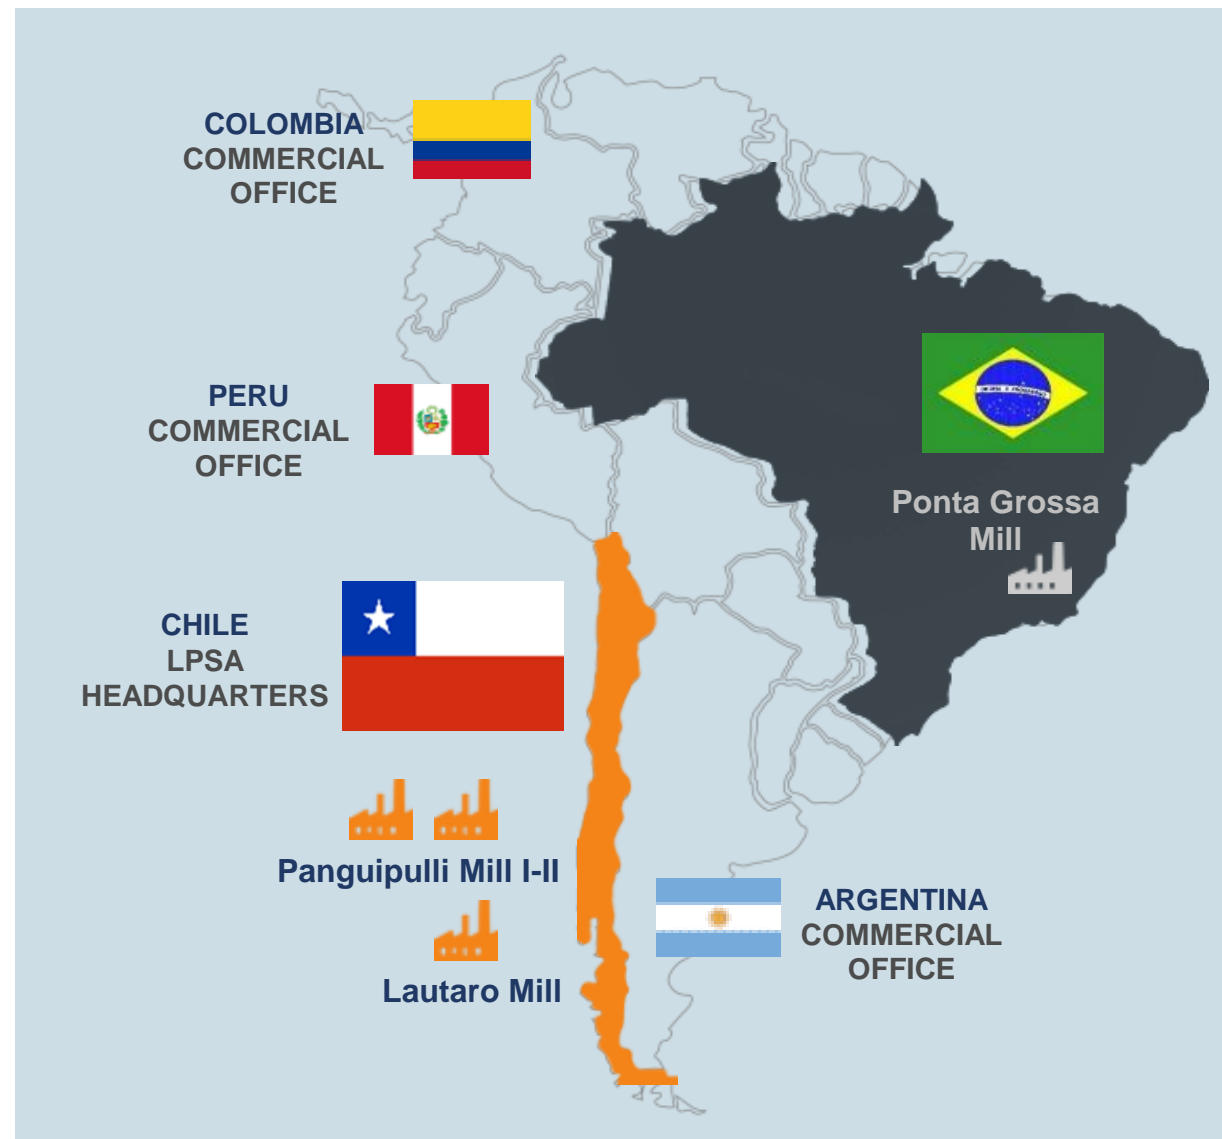 COLOMBIA
COMMERCIAL
OFFICE
PERU
COMMERCIAL
OFFICE
Ponta Grossa
Mill
CHILE
LPSA
HEADQUARTERS
Panguipulli Mill I-II
Lautaro Mill
ARGENTINA
COMMERCIAL
OFFICE